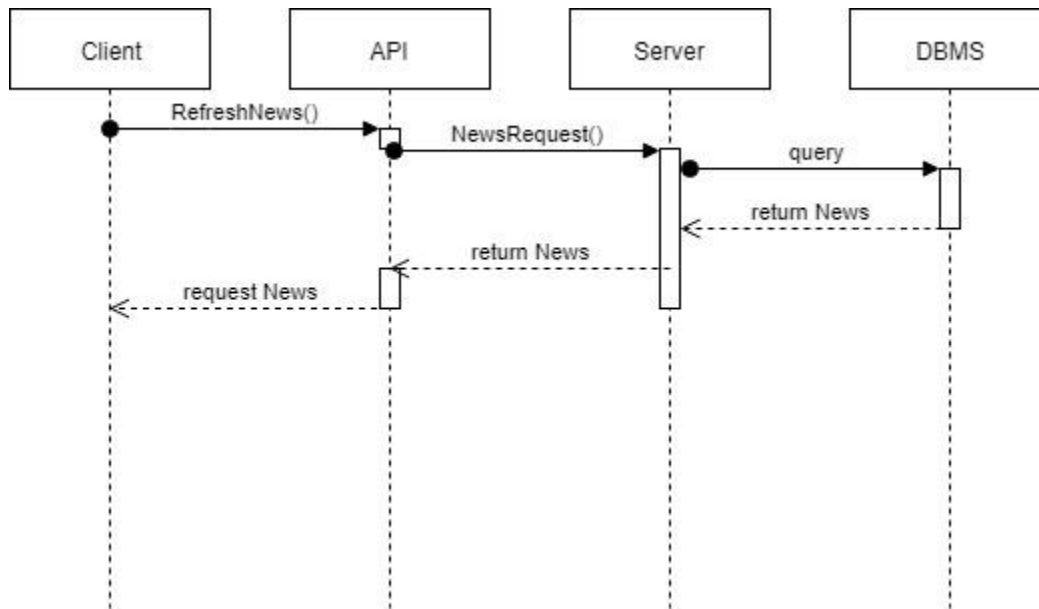 Client
API
Server
DBMS
RefreshNews()
NewsRequest()
query
return News
return News
request News